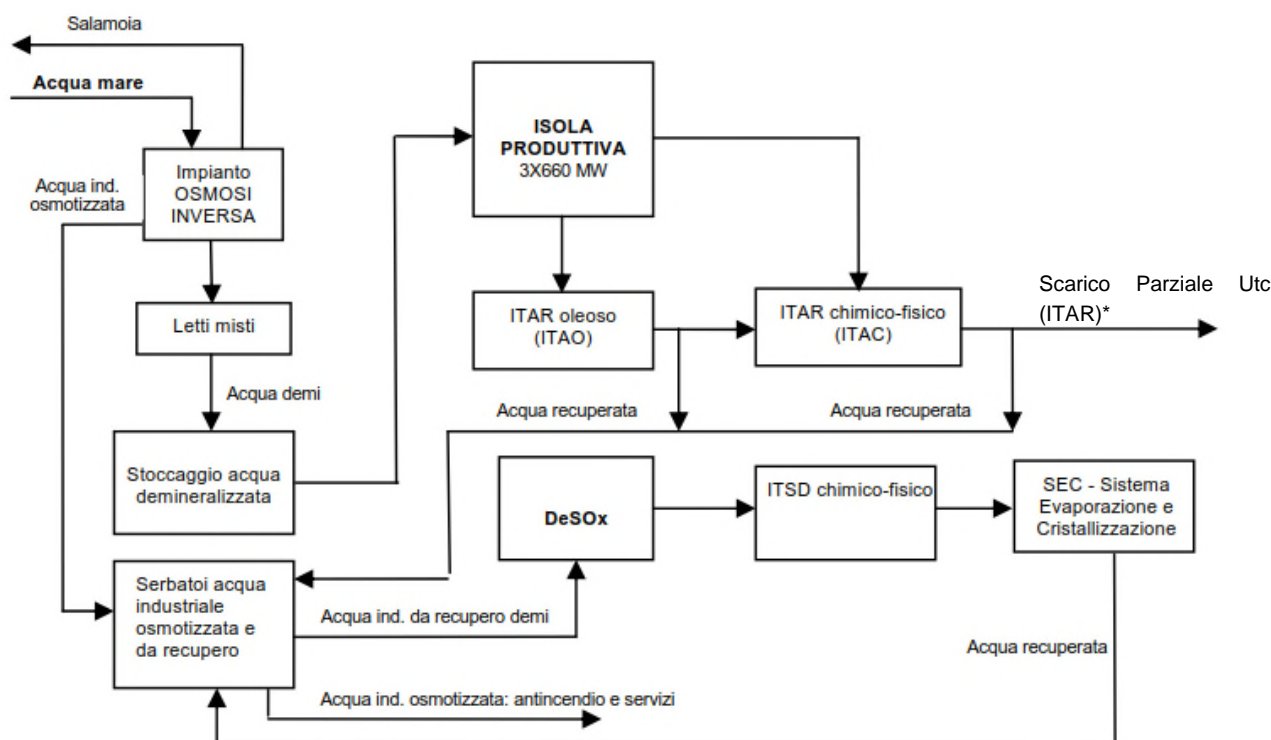 Salamoia
Acqua mare
Impianto
OSMOSI
INVERSA
Acqua ind.
osmotizzata
Letti misti
Acqua demi
Stoccaggio acqua
demineralizzata
Serbatoi acqua
industriale
osmotizzata e
da recupero
ISOLA
PRODUTTIVA
3X660 MW
ITAR oleoso
(ITAO)
ITAR chimico-fisico
(ITAC)
Scarico Parziale Utc
(ITAR)*
Acqua recuperata
Acqua recuperata
DeSOx
ITSD chimico-fisico
SEC - Sistema
Evaporazione e
Cristallizzazione
Acqua ind. da recupero demi
Acqua recuperata
Acqua ind. osmotizzata: antincendio e servizi